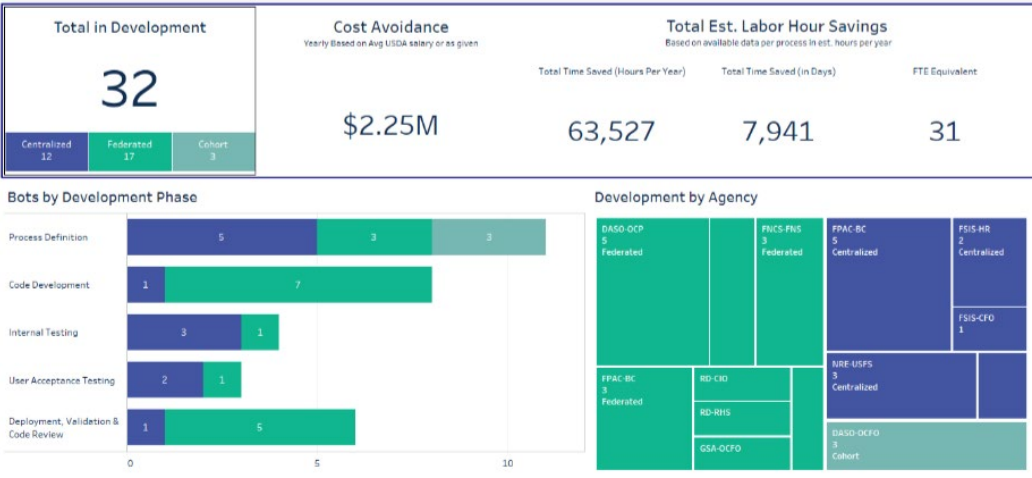 Total in Development
32
Centralized
12
Federated
17
Cohort
3
Cost Avoidance
Yearly Based on Avg USDA salary or as given
$2.25M
Total Est. Labor Hour Savings
Based on available data per process in est. hours per year
Total Time Saved (Hours Per Year)
63,527
Total Time Saved (in Days)
7,941
FTE Equivalent
31
Bots by Development Phase
Process Definition
5
3
3
Code Development
1
7
Internal Testing
3
1
User Acceptance Testing
2
1
Deployment, Validation &
Code Review
1
5
0
5
10
Development by Agency
DASO-OCP
5
Federated
FNCS-FNS
3
Federated
FPAC-BC
3
Federated
RD-CIO
RD-RHS
GSA-OCFO
FPAC-BC
5
Centralized
FSIS-HR
2
Centralized
FSIS-CFO
1
NRE-USFS
3
Centralized
DASO-OCFO
3
Cohort